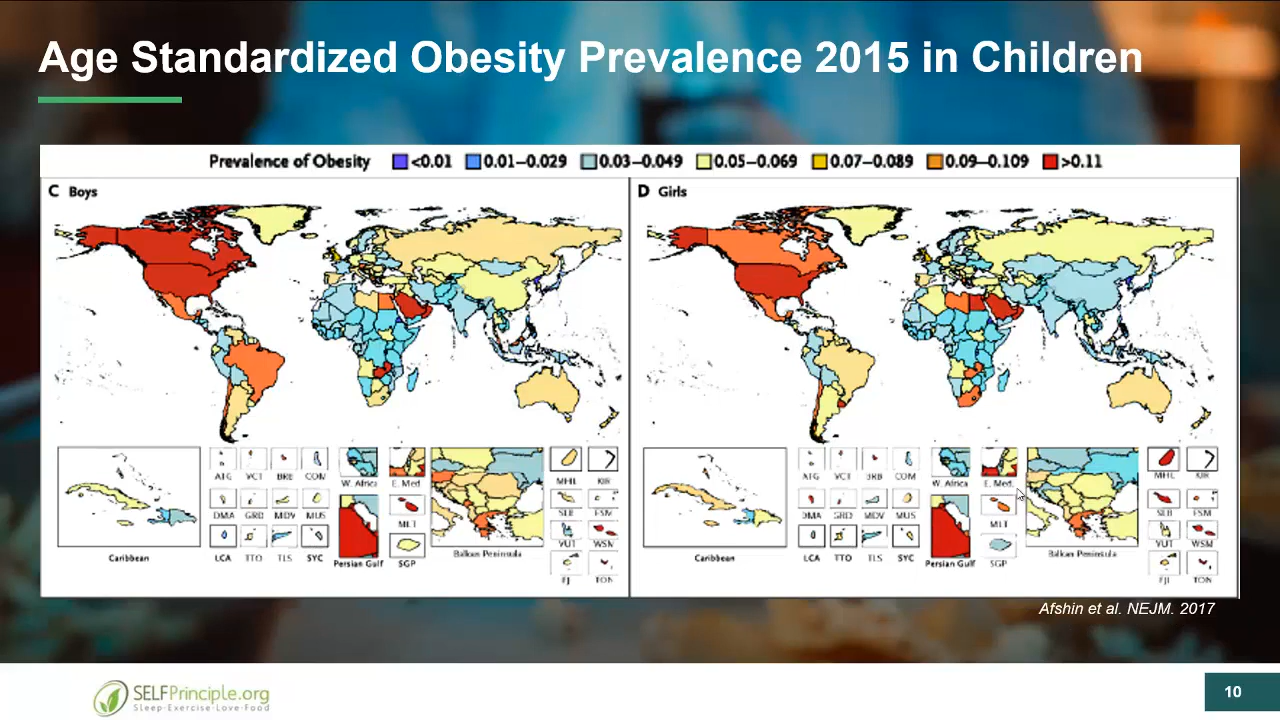 Age Standardized Obesity Prevalence 2015 in Children
Prevalence of Obesity <0.01 0.01–0.029 0.03–0.049 0.05–0.069 0.07–0.089 0.09–0.109 >0.11
C Boys
ATG VCT BRB COM W. Africa E. Med. MHL KIR
DMA GRD MDV MUS MLT SLB FSM
VUT WSM
Caribbean LCA TTO TLS SYC Persian Gulf SGP Balkan Peninsula
FJI TON
D Girls
ATG VCT BRB COM W. Africa E. Med. MHL KIR
DMA GRD MDV MUS MLT SLB FSM
VUT WSM
Caribbean LCA TTO TLS SYC Persian Gulf SGP Balkan Peninsula
FJI TON
Afshin et al. NEJM. 2017
SELFPrinciple.org
Sleep-Exercise-Love-Food
10